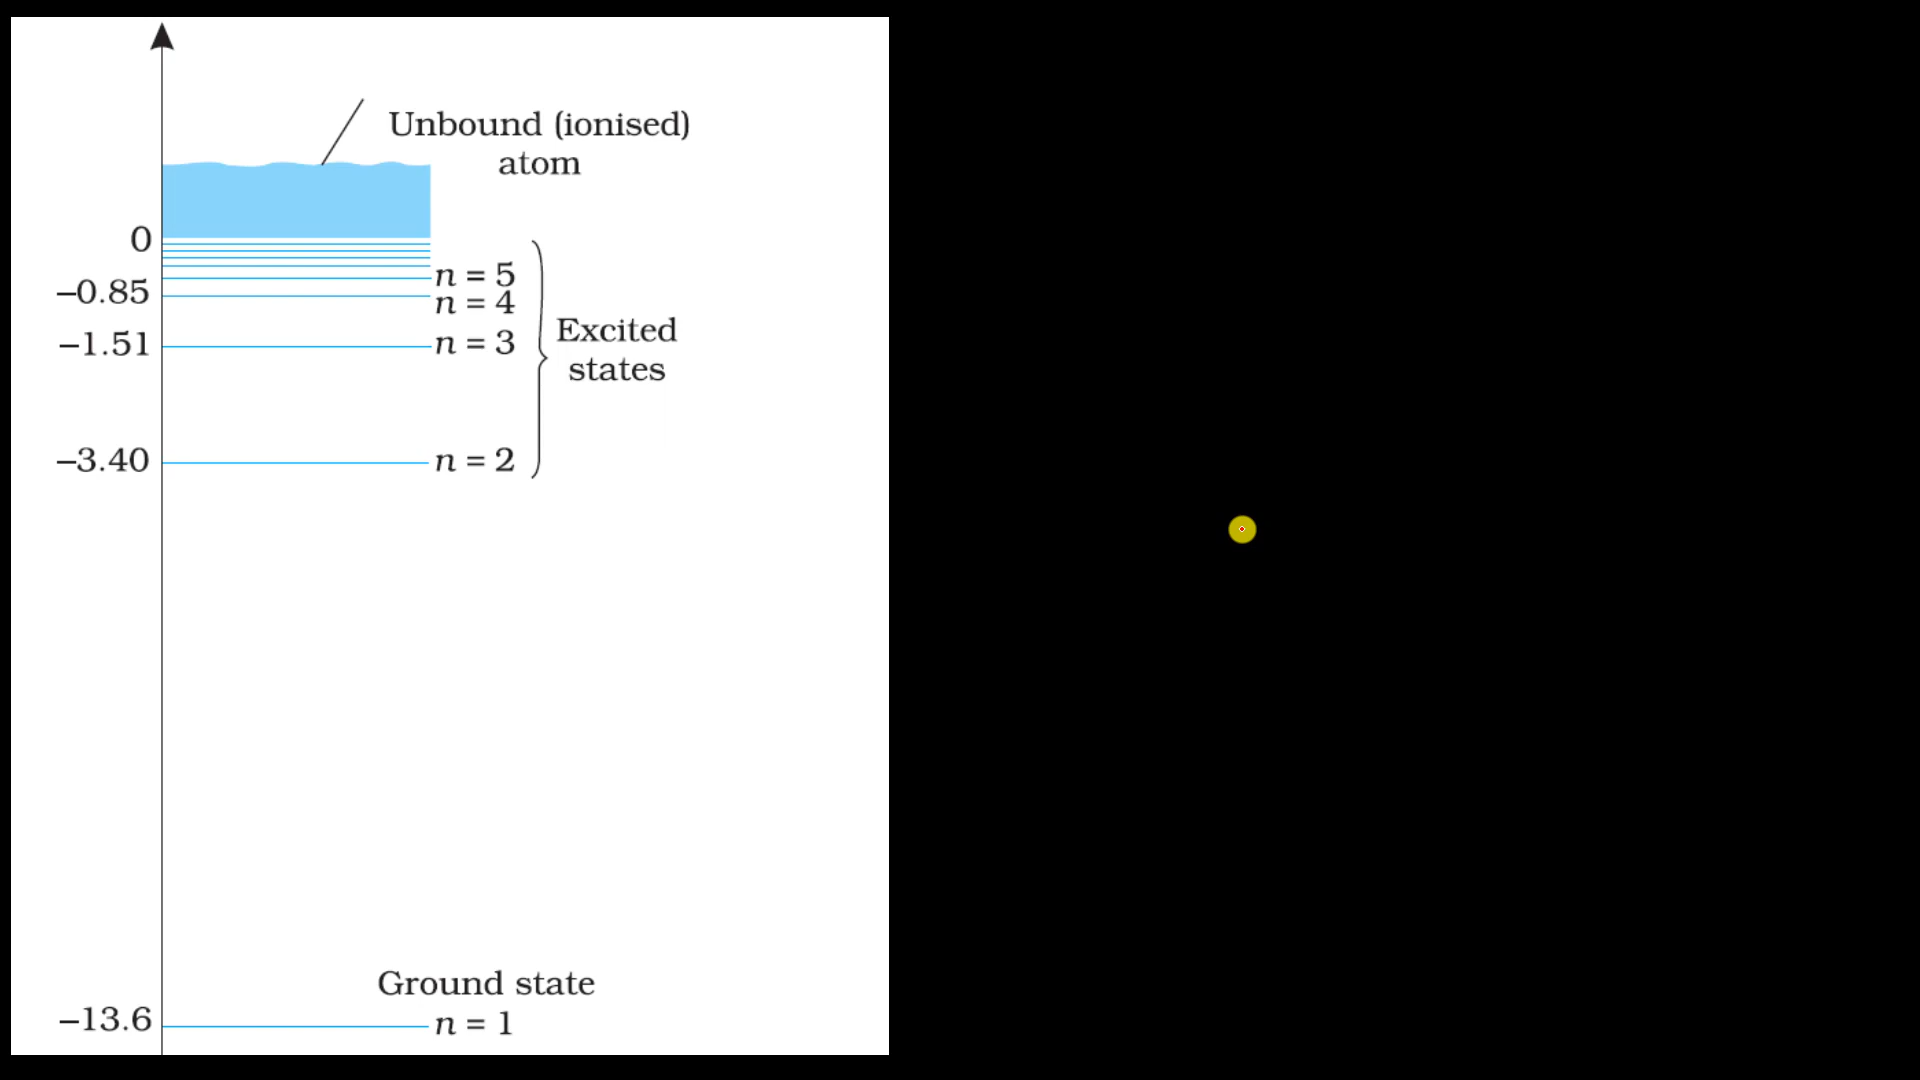 Unbound (ionised)
atom
0
n = 5
–0.85
n = 4
–1.51
n = 3
Excited
states
–3.40
n = 2
Ground state
–13.6
n = 1